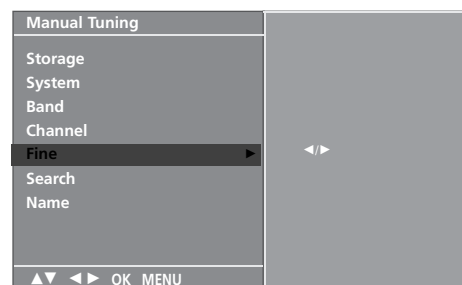 Manual Tuning
Storage
System
Band
Channel
Fine ► ◄/►
Search
Name
▲▼ ◄► OK MENU